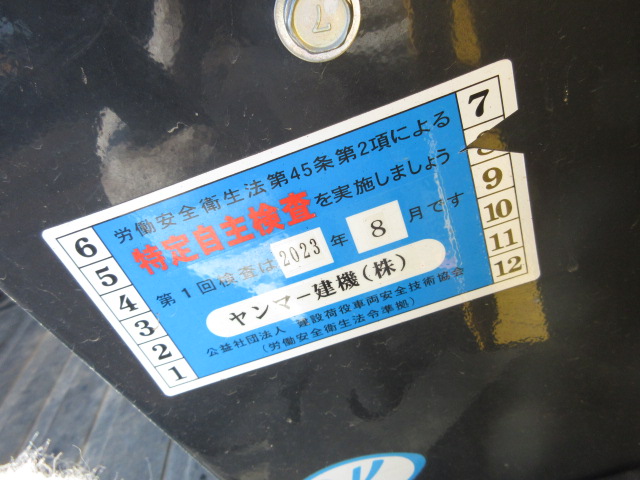 7
労働安全衛生法第45条第2項による
特定自主検査を実施しましょう
第1回検査は2023年8月です
ヤンマー建機(株)
公益社団法人 建設荷役車両安全技術協会
(労働安全衛生法令準拠)
6
5
4
3
2
1
7
8
9
10
11
12